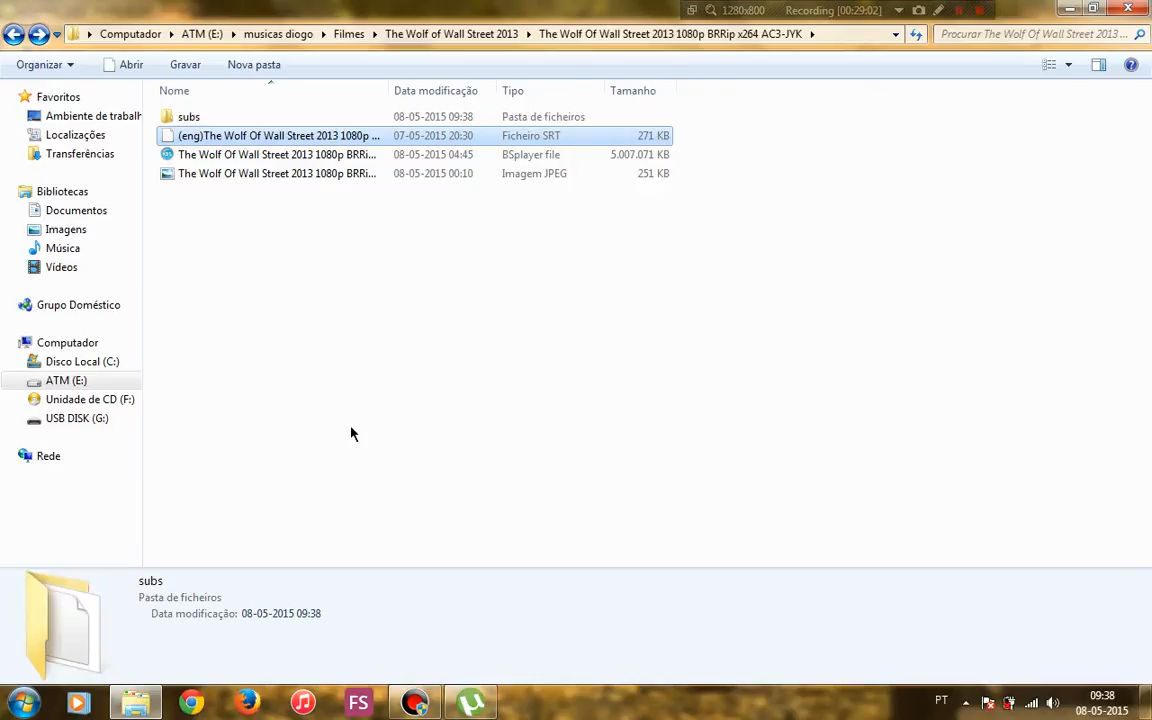 1280x800 Recording [00:29:02]
Computador ATM (E:) musicas diogo Filmes The Wolf of Wall Street 2013 The Wolf Of Wall Street 2013 1080p BRRip x264 AC3-JYK Procurar The Wolf Of Wall Street 2013 ...
Organizar Abrir Gravar Nova pasta
Nome Data modificação Tipo Tamanho
subs 08-05-2015 09:38 Pasta de ficheiros
(eng)The Wolf Of Wall Street 2013 1080p ... 07-05-2015 20:30 Ficheiro SRT 271 KB
The Wolf Of Wall Street 2013 1080p BRRi... 08-05-2015 04:45 BSplayer file 5.007.071 KB
The Wolf Of Wall Street 2013 1080p BRRi... 08-05-2015 00:10 Imagem JPEG 251 KB
Favoritos
Ambiente de trabalh
Localizações
Transferências
Bibliotecas
Documentos
Imagens
Música
Vídeos
Grupo Doméstico
Computador
Disco Local (C:)
ATM (E:)
Unidade de CD (F:)
USB DISK (G:)
Rede
subs
Pasta de ficheiros
Data modificação: 08-05-2015 09:38
FS
PT
09:38
08-05-2015